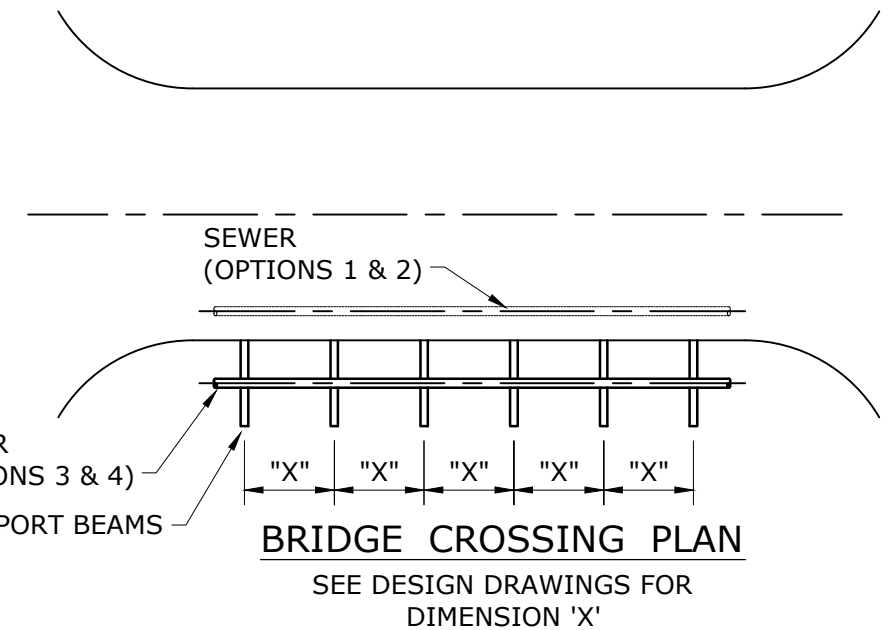 SEWER
(OPTIONS 1 & 2)
R
ONS 3 & 4)
PORT BEAMS
"X" "X" "X" "X" "X"
BRIDGE CROSSING PLAN
SEE DESIGN DRAWINGS FOR
DIMENSION 'X'